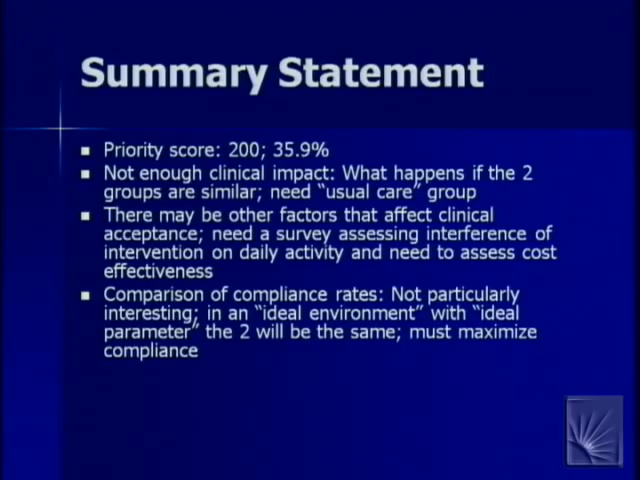 Summary Statement
Priority score: 200; 35.9%
Not enough clinical impact: What happens if the 2
groups are similar; need "usual care" group
There may be other factors that affect clinical
acceptance; need a survey assessing interference of
intervention on daily activity and need to assess cost
effectiveness
Comparison of compliance rates: Not particularly
interesting; in an "ideal environment" with "ideal
parameter" the 2 will be the same; must maximize
compliance